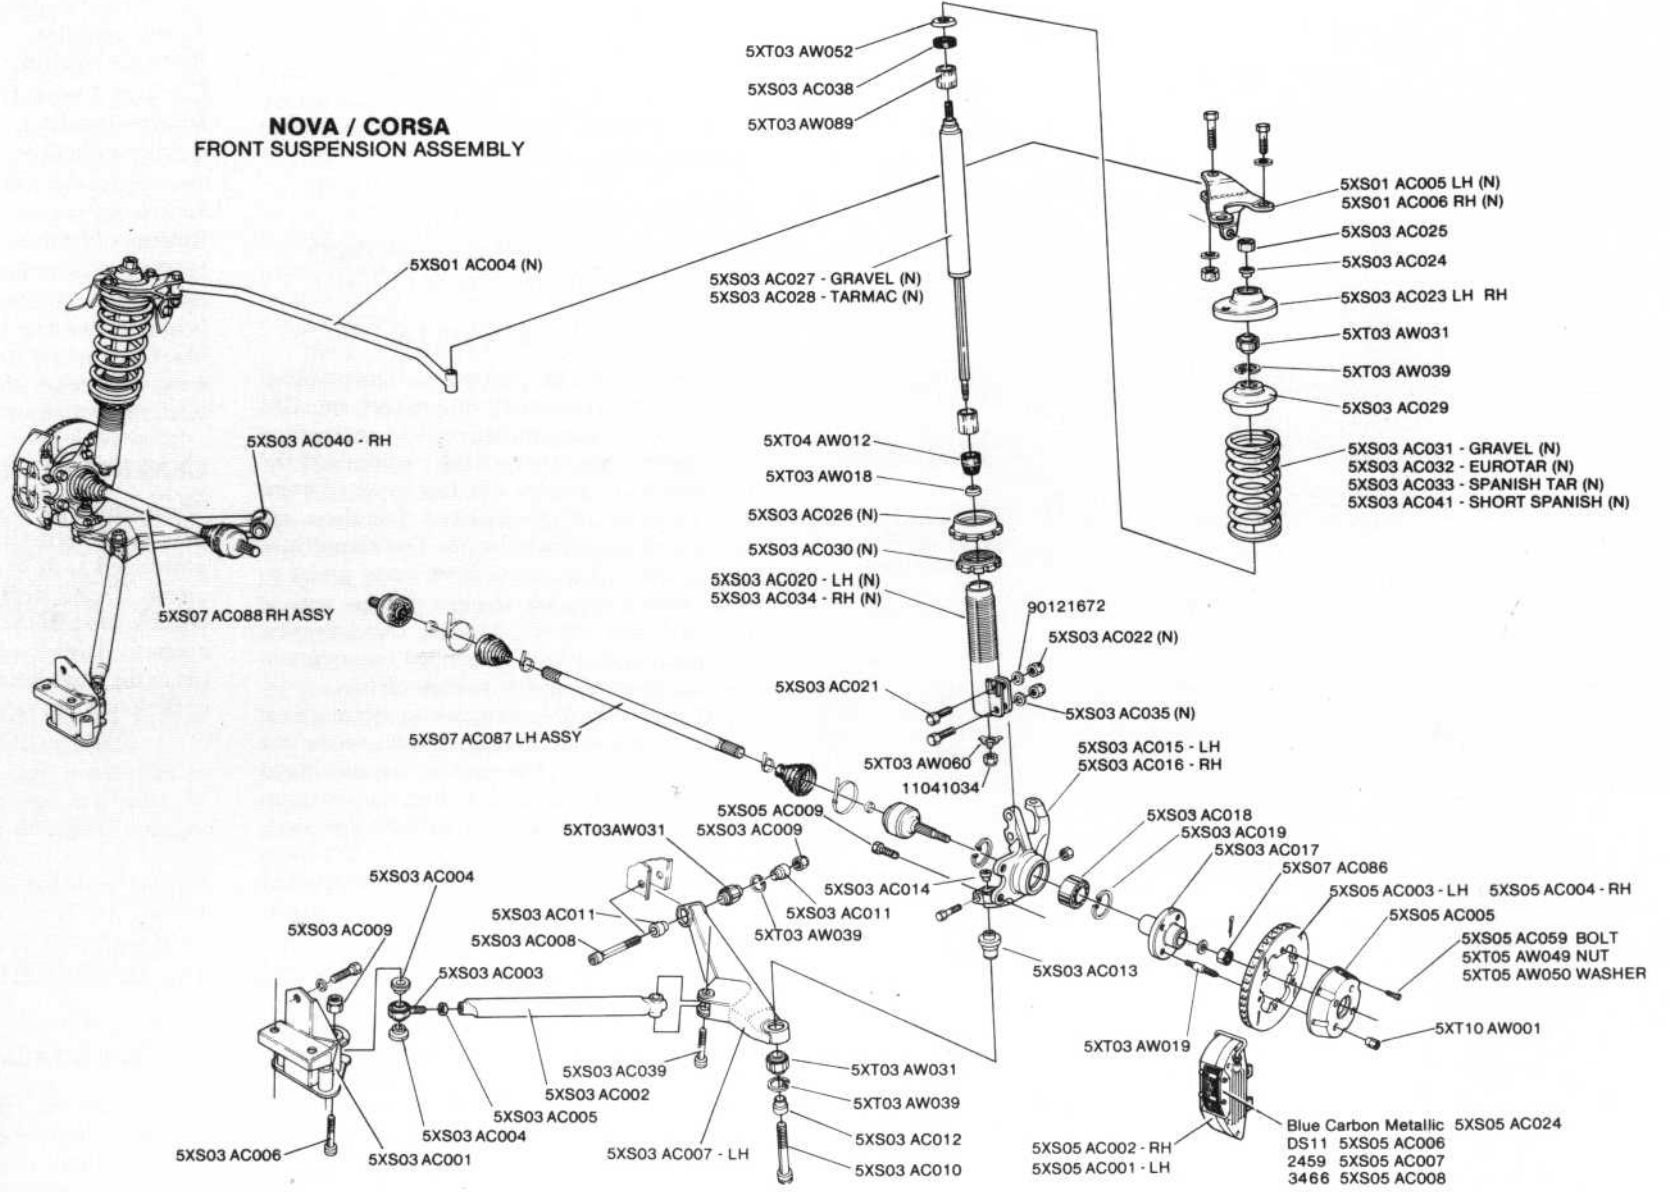 NOVA / CORSA
FRONT SUSPENSION ASSEMBLY
5XT03 AW052
5XS03 AC038
5XT03 AW089
5XS01 AC005 LH (N)
5XS01 AC006 RH (N)
5XS03 AC025
5XS03 AC024
5XS03 AC023 LH RH
5XT03 AW031
5XT03 AW039
5XS03 AC029
5XS03 AC031 - GRAVEL (N)
5XS03 AC032 - EUROTAR (N)
5XS03 AC033 - SPANISH TAR (N)
5XS03 AC041 - SHORT SPANISH (N)
5XS01 AC004 (N)
5XS03 AC027 - GRAVEL (N)
5XS03 AC028 - TARMAC (N)
5XS03 AC040 - RH
5XT04 AW012
5XT03 AW018
5XS03 AC026 (N)
5XS03 AC030 (N)
5XS03 AC020 - LH (N)
5XS03 AC034 - RH (N)
90121672
5XS03 AC022 (N)
5XS03 AC021
5XS03 AC035 (N)
5XS07 AC088 RH ASSY
5XS07 AC087 LH ASSY
5XT03 AW060
11041034
5XS03 AC015 - LH
5XS03 AC016 - RH
5XS05 AC009
5XT03AW031
5XS03 AC009
5XS03 AC018
5XS03 AC019
5XS03 AC017
5XS07 AC086
5XS05 AC003 - LH 5XS05 AC004 - RH
5XS05 AC005
5XS05 AC059 BOLT
5XT05 AW049 NUT
5XT05 AW050 WASHER
5XS03 AC004
5XS03 AC014
5XS03 AC011
5XS03 AC011
5XS03 AC009
5XS03 AC008
5XT03 AW039
5XS03 AC003
5XS03 AC013
5XT10 AW001
5XT03 AW019
5XS03 AC039
5XT03 AW031
5XS03 AC002
5XT03 AW039
5XS03 AC005
5XS03 AC004
5XS03 AC012
5XS03 AC006
5XS03 AC001
5XS03 AC007 - LH
5XS03 AC010
5XS05 AC002 - RH
5XS05 AC001 - LH
Blue Carbon Metallic 5XS05 AC024
DS11 5XS05 AC006
2459 5XS05 AC007
3466 5XS05 AC008